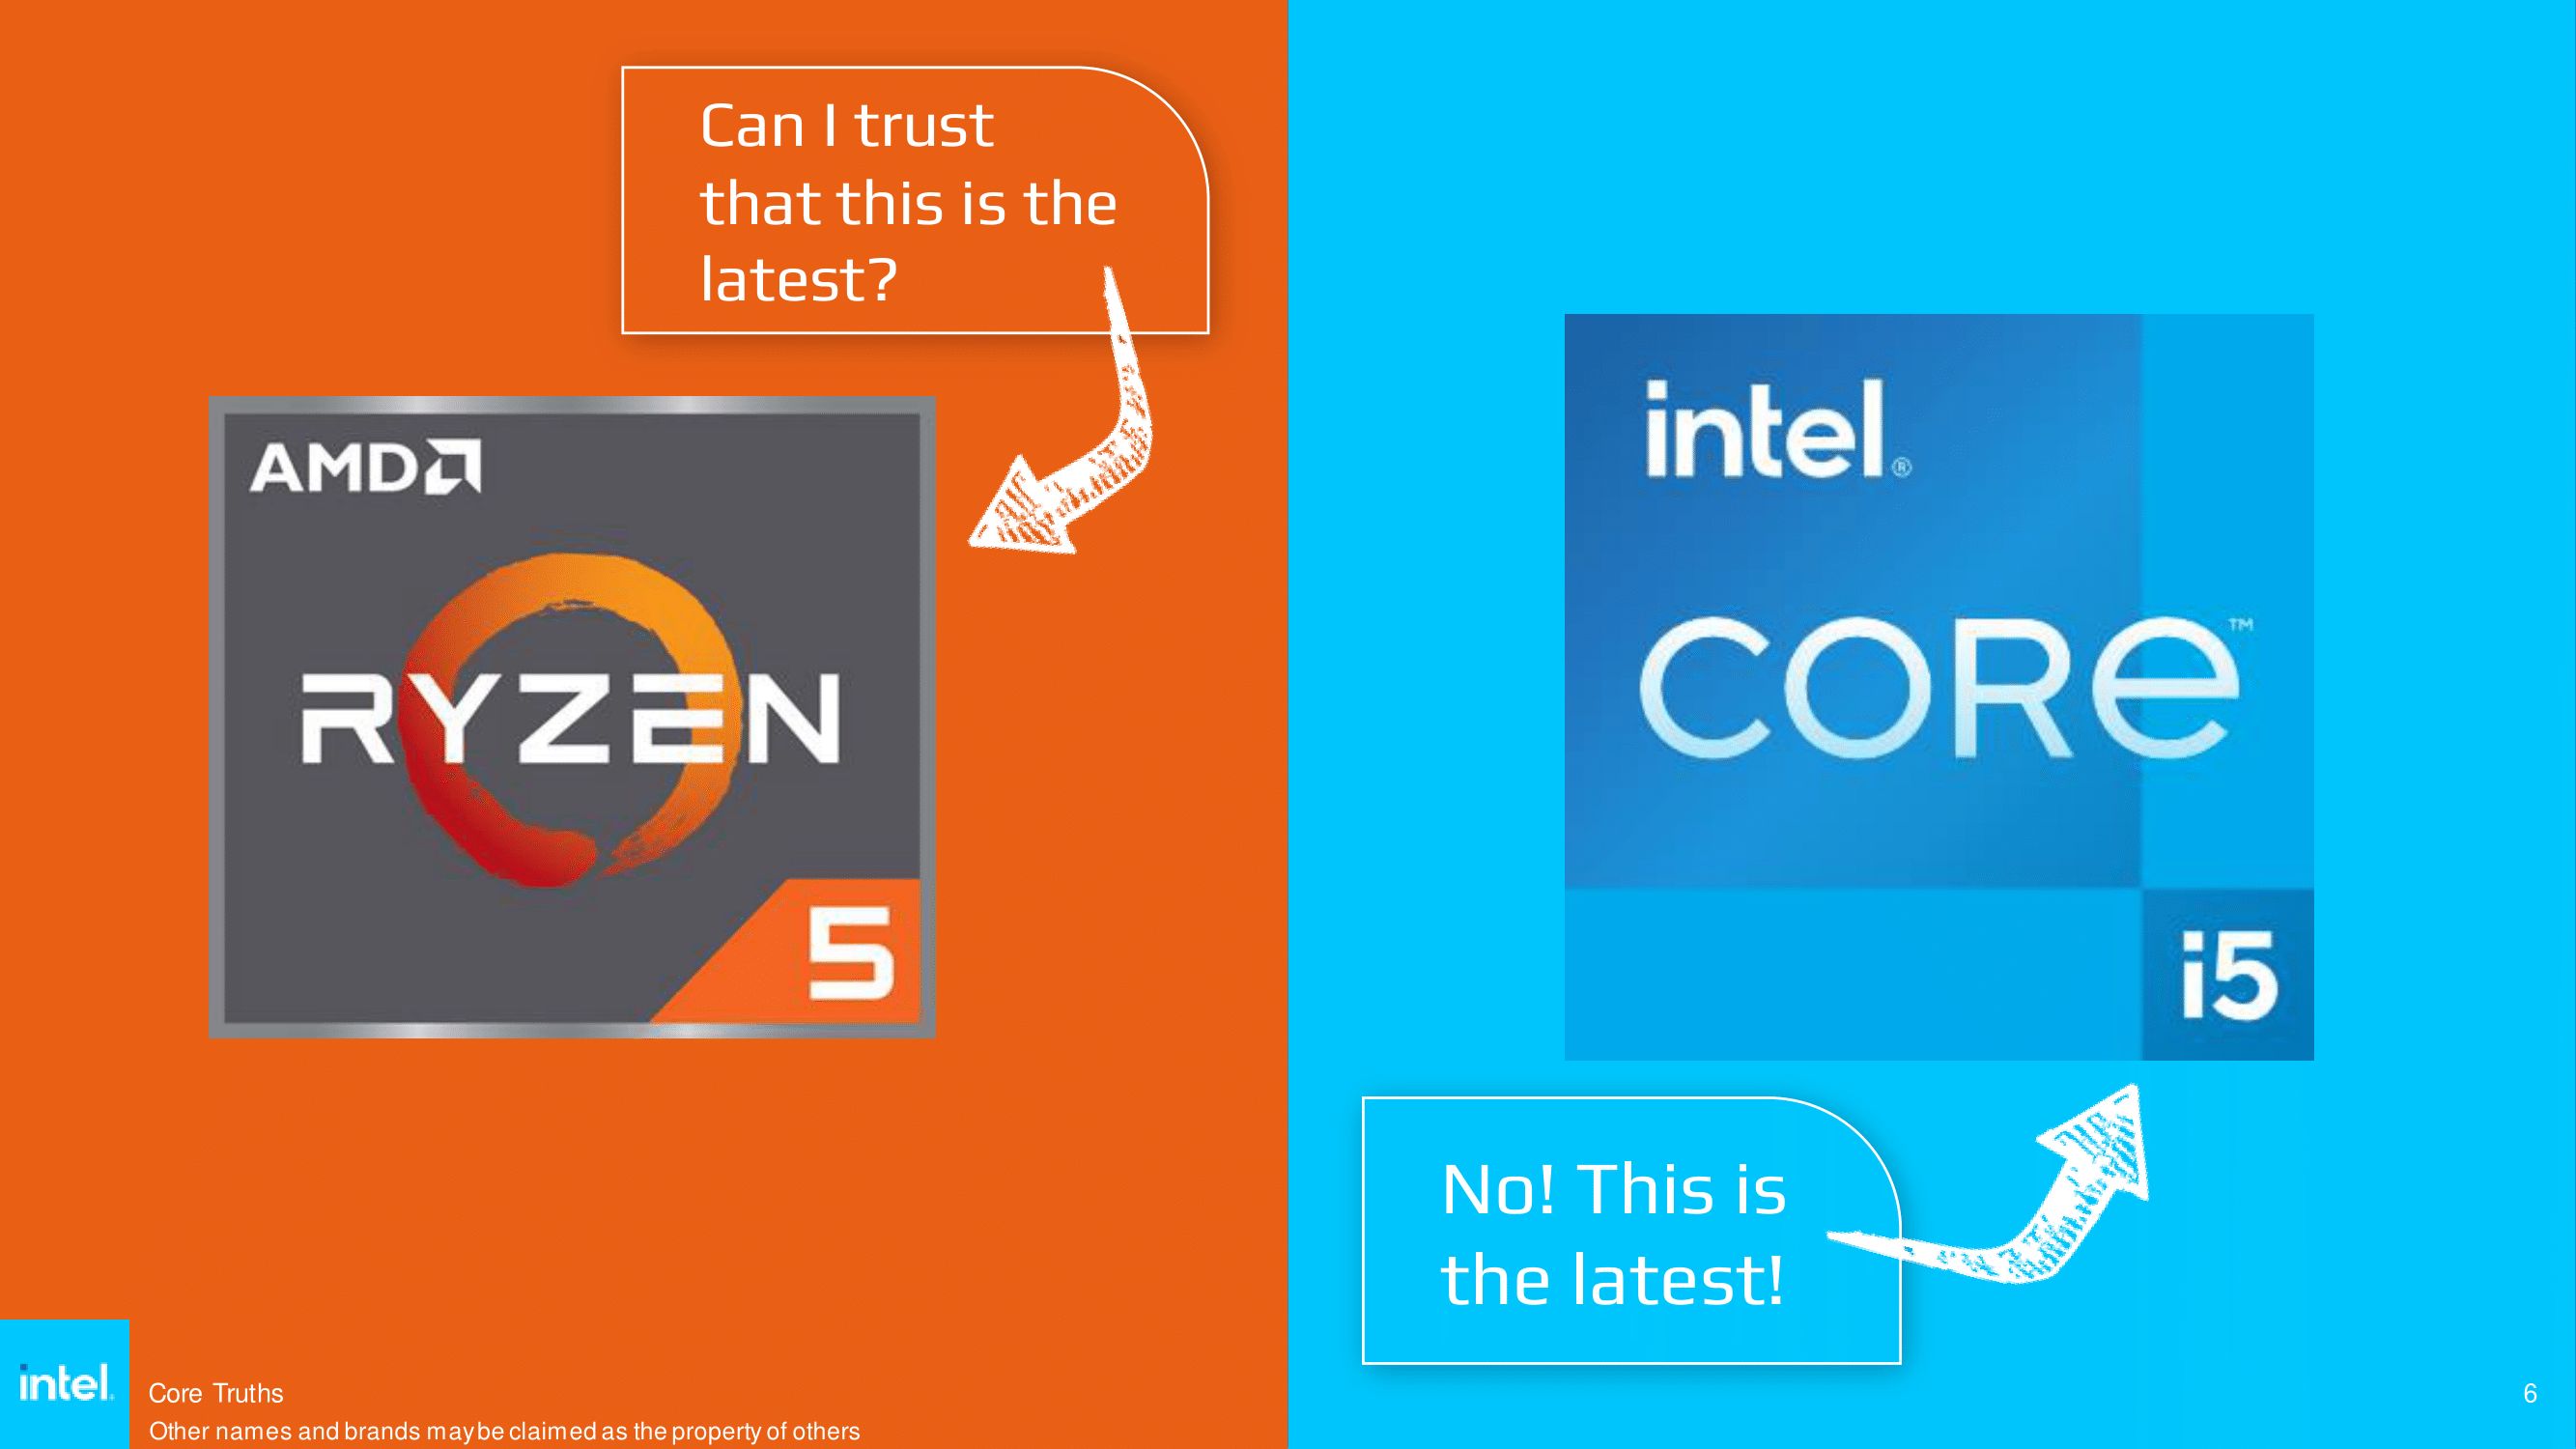 Can I trust
that this is the
latest?
AMD
RYZEN
5
intel®
CORE™
i5
No! This is
the latest!
intel.
Core Truths
Other names and brands may be claimed as the property of others
6